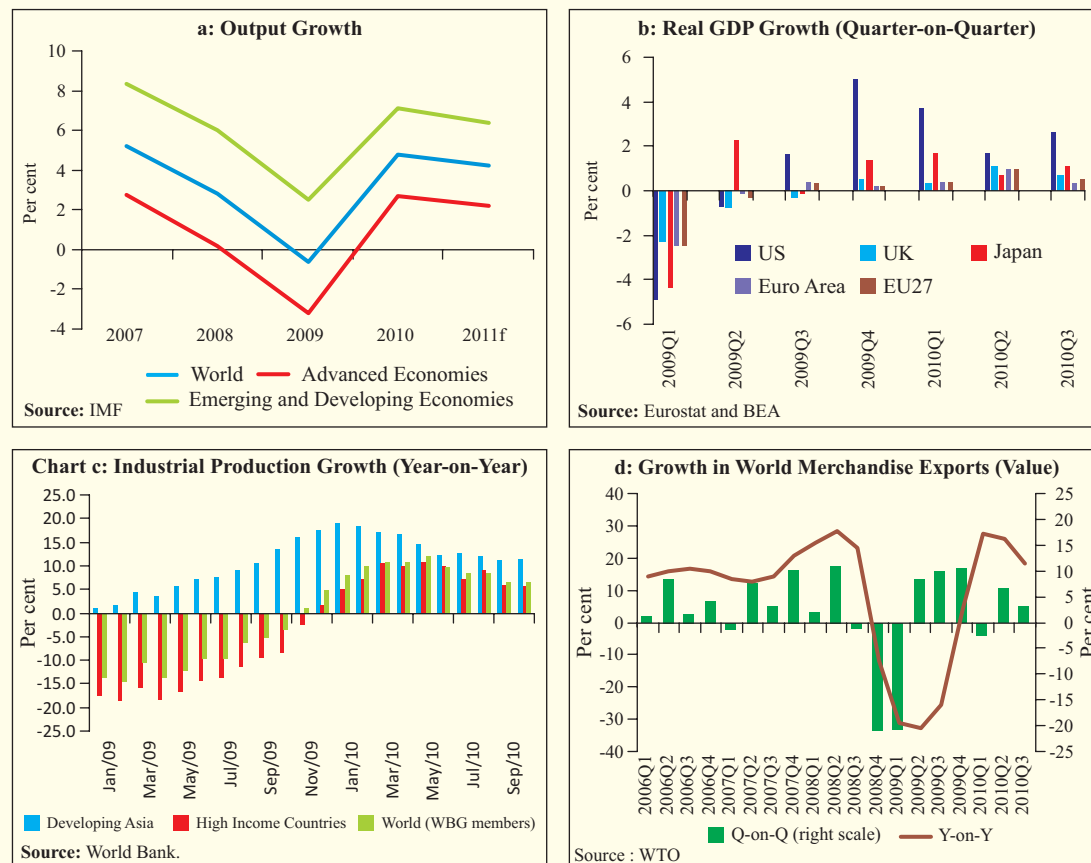 a: Output Growth
Per cent
10
8
6
4
2
0
-2
-4
2007 2008 2009 2010 2011f
World Advanced Economies
Emerging and Developing Economies
Source: IMF
b: Real GDP Growth (Quarter-on-Quarter)
Per cent
6
4
2
0
-2
-4
-6
US UK Japan
Euro Area EU27
2009Q1 2009Q2 2009Q3 2009Q4 2010Q1 2010Q2 2010Q3
Source: Eurostat and BEA
Chart c: Industrial Production Growth (Year-on-Year)
Per cent
25.0
20.0
15.0
10.0
5.0
0.0
-5.0
-10.0
-15.0
-20.0
-25.0
Jan/09 Mar/09 May/09 Jul/09 Sep/09 Nov/09 Jan/10 Mar/10 May/10 Jul/10 Sep/10
Developing Asia High Income Countries World (WBG members)
Source: World Bank.
d: Growth in World Merchandise Exports (Value)
Per cent
40
30
20
10
0
-10
-20
-30
-40
25
20
15
10
5
0
-5
-10
-15
-20
-25
Per cent
2006Q1 2006Q2 2006Q3 2006Q4 2007Q1 2007Q2 2007Q3 2007Q4 2008Q1 2008Q2 2008Q3 2008Q4 2009Q1 2009Q2 2009Q3 2009Q4 2010Q1 2010Q2 2010Q3
Q-on-Q (right scale) Y-on-Y
Source : WTO